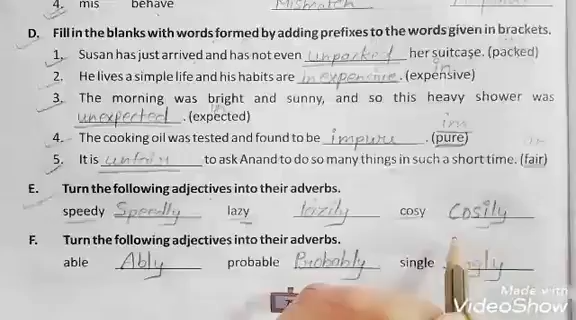 4. mis behave Mismatch
D. Fill in the blanks with words formed by adding prefixes to the words given in brackets.
1. Susan has just arrived and has not even unpacked her suitcase. (packed)
2. He lives a simple life and his habits are inexpensive. (expensive) in
3. The morning was bright and sunny, and so this heavy shower was
unexpected. (expected)
im
4. The cooking oil was tested and found to be impure. (pure)
5. It is unfair to ask Anand to do so many things in such a short time. (fair)
E. Turn the following adjectives into their adverbs.
speedy Speedily lazy lazily cosy Cosily
F. Turn the following adjectives into their adverbs.
able Ably probable Probably single gly
Made with
VideoShow